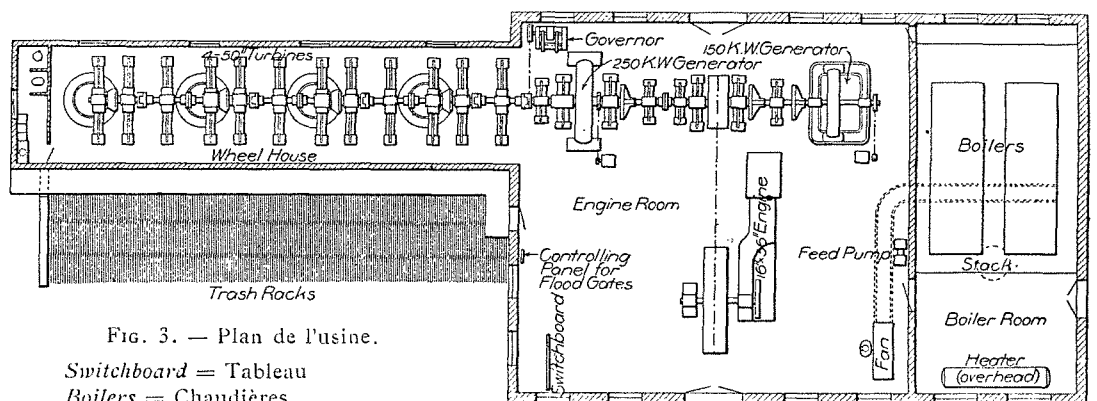 4-50" Turbines
Governor
250 K.W. Generator
150 K.W. Generator
Wheel House
Boilers
Engine Room
16"x36" Engine
Controlling
Panel for
Flood Gates
Feed Pump
Stack
Trash Racks
Switchboard
Fan
Boiler Room
Heater
(overhead)
FIG. 3. — Plan de l'usine.
Switchboard = Tableau
Boilers = Chaudières